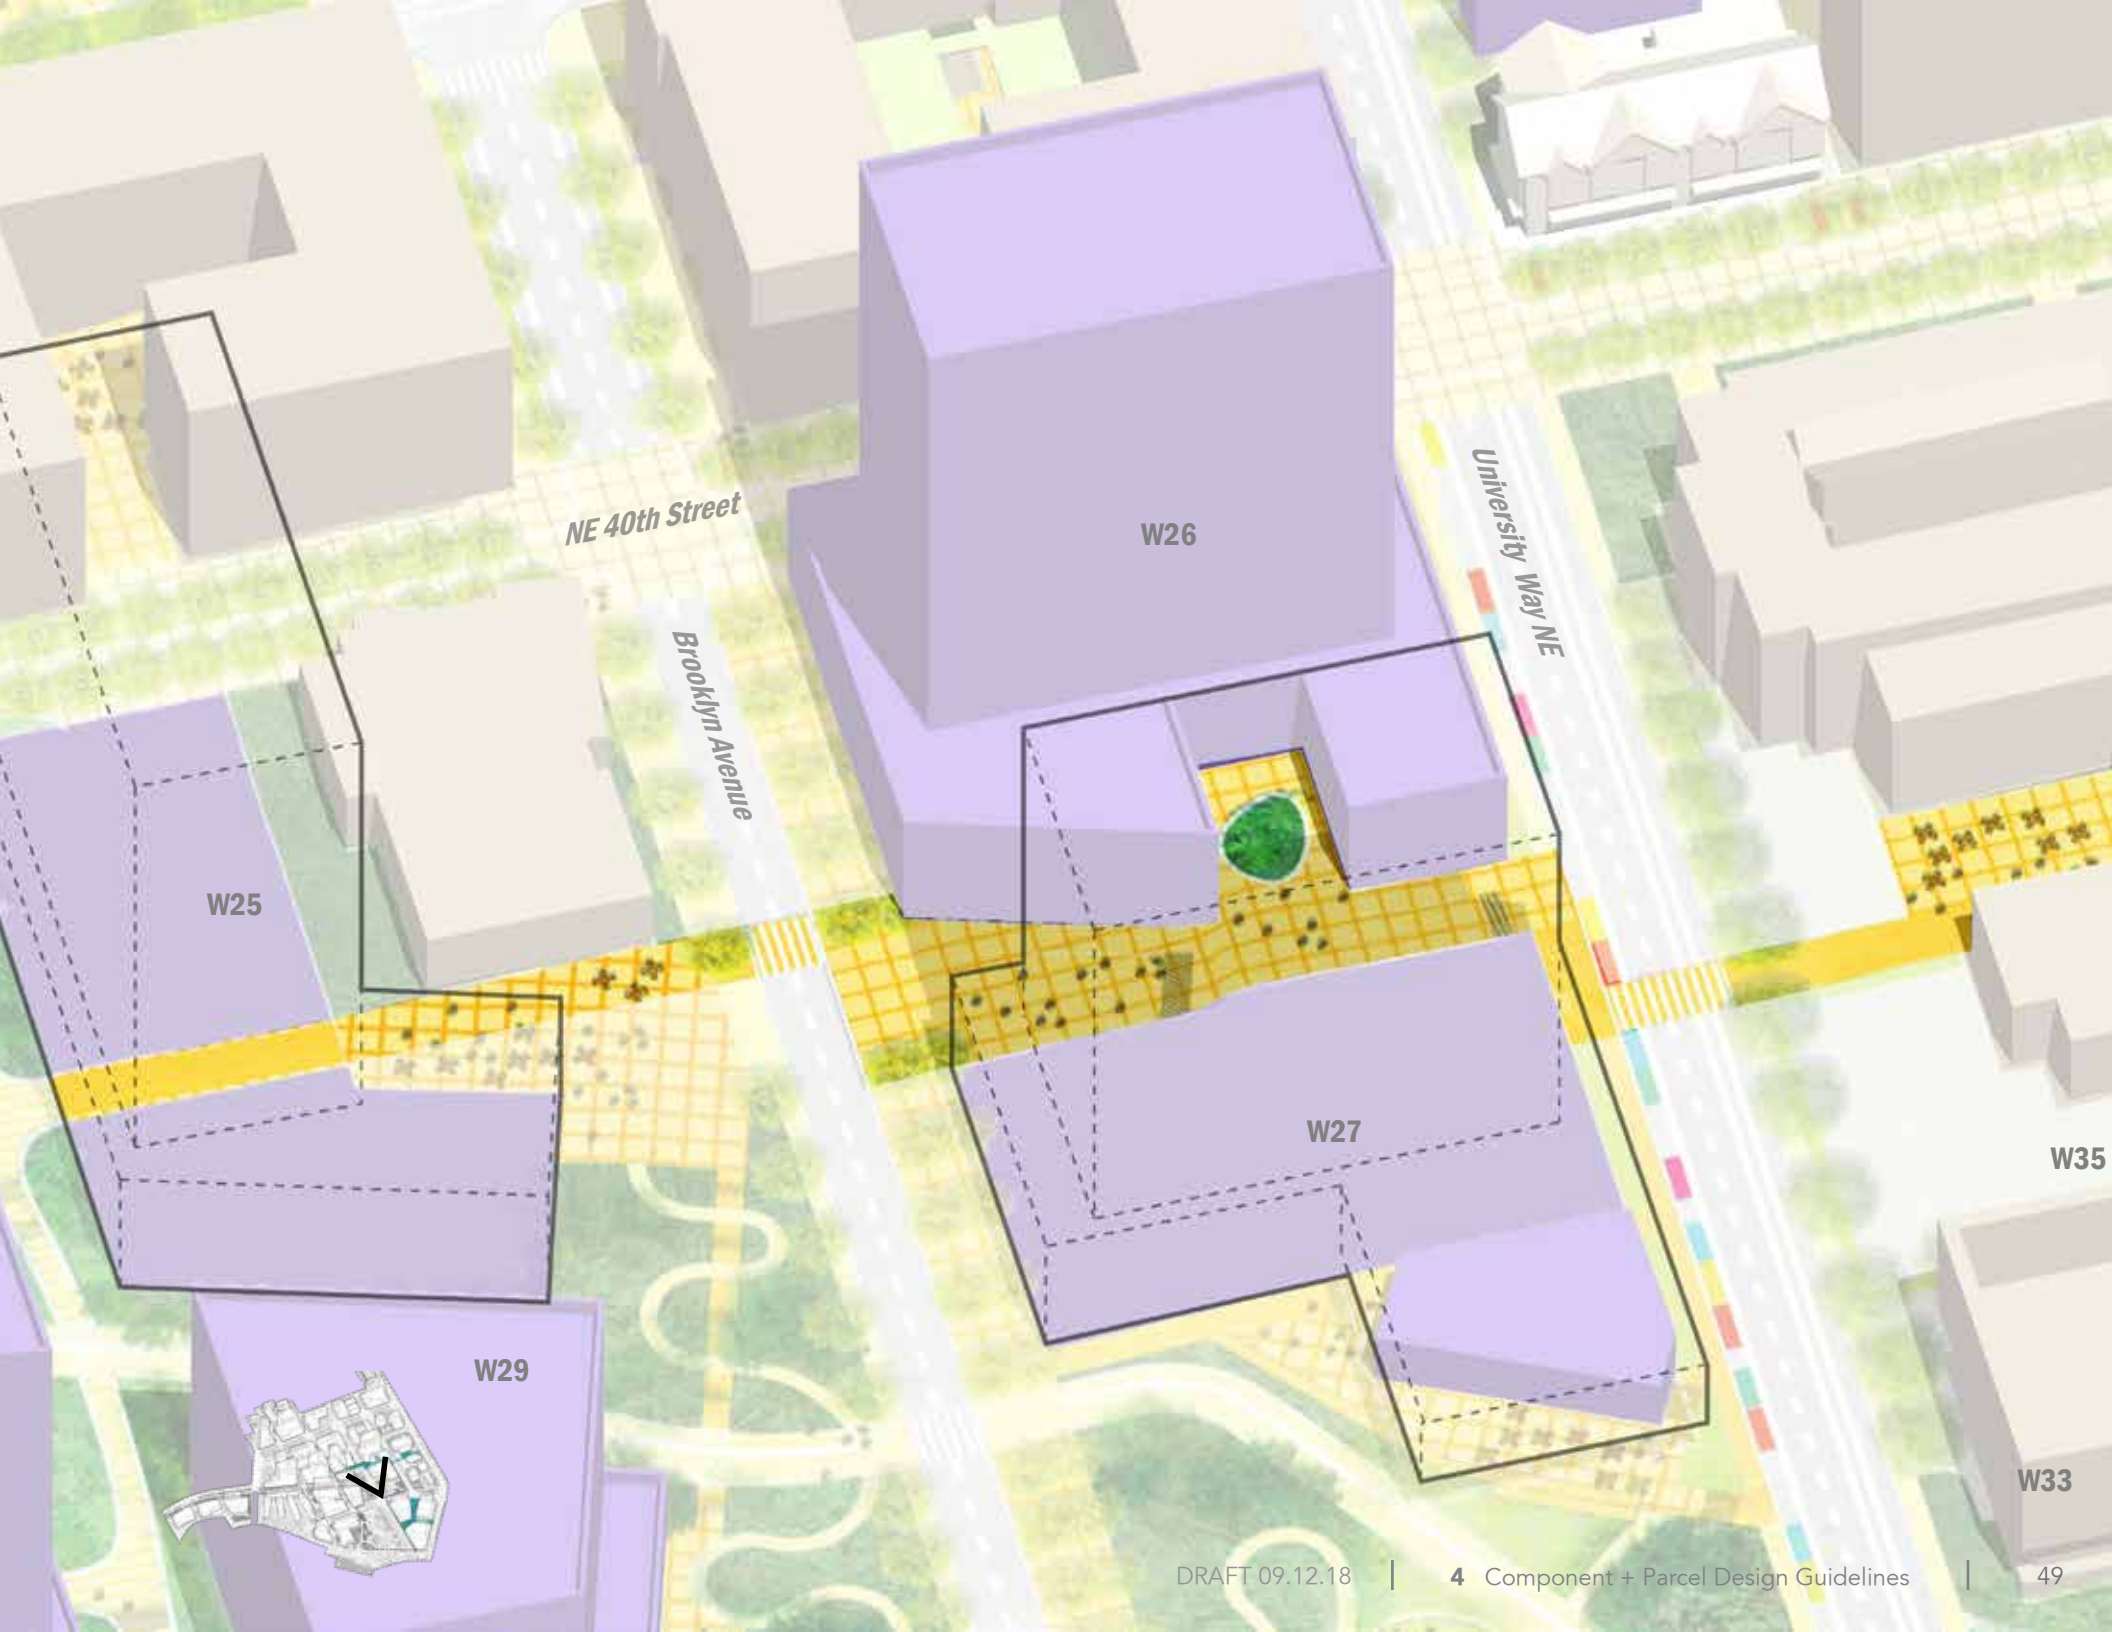 NE 40th Street
W26
University Way NE
Brooklyn Avenue
W25
W27
W35
W29
W33
DRAFT 09.12.18 | 4 Component + Parcel Design Guidelines | 49